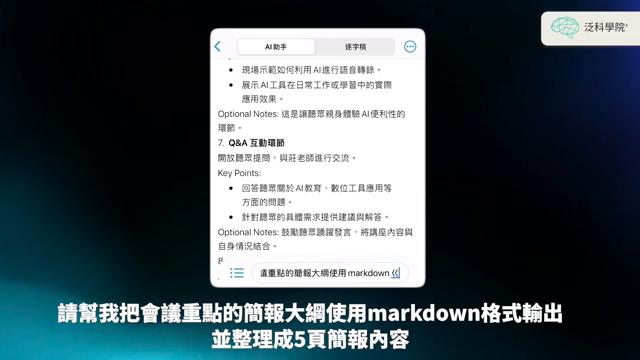 泛科學院+
AI助手
逐字稿
現場示範如何利用AI進行語音轉錄。
展示AI工具在日常工作或學習中的實際
應用效果。
Optional Notes: 這是讓聽眾親身體驗AI便利性的
環節。
7. Q&A 互動環節
開放聽眾提問,與莊老師進行交流。
Key Points:
回答聽眾關於AI教育、數位工具應用等
方面的問題。
針對聽眾的具體需求提供建議與解答。
Optional Notes: 鼓勵聽眾踴躍發言,將講座內容與
自身情況結合。
重點的簡報大綱使用 markdown ㄍ
請幫我把會議重點的簡報大綱使用markdown格式輸出
並整理成5頁簡報內容